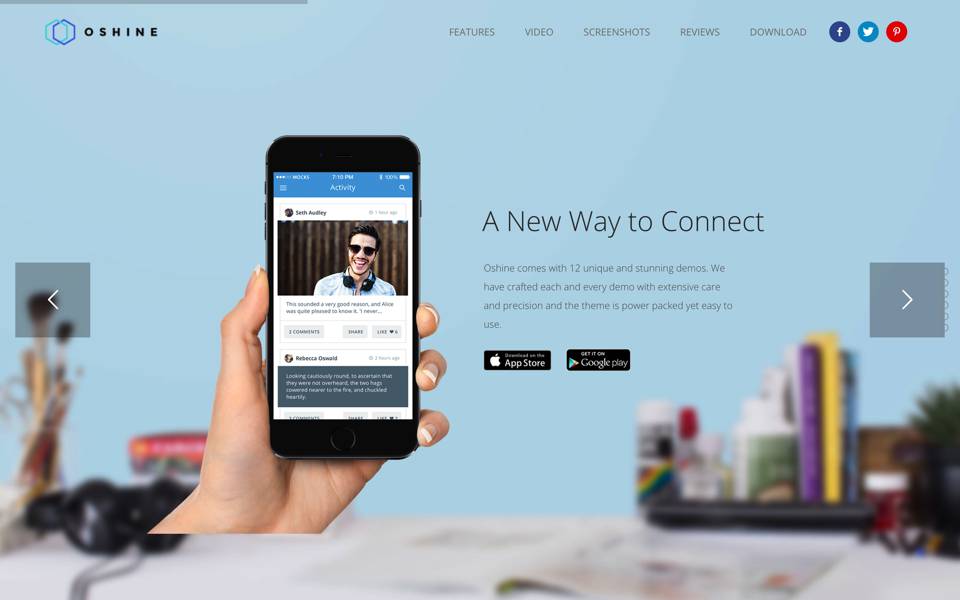 OSHINE
FEATURES
VIDEO
SCREENSHOTS
REVIEWS
DOWNLOAD
A New Way to Connect
Oshine comes with 12 unique and stunning demos. We
have crafted each and every demo with extensive care
and precision and the theme is power packed yet easy to
use.
Download on the
App Store
GET IT ON
Google play
MOCKS 7:10 PM 100%
Activity
Seth Audley 1 hour ago
This sounded a very good reason, and Alice
was quite pleased to know it. 'I never...
2 COMMENTS SHARE LIKE 6
Rebecca Oswald 2 hours ago
Looking cautiously round, to ascertain that
they were not overheard, the two hags
cowered nearer to the fire, and chuckled
heartily.
2 COMMENTS SHARE LIKE